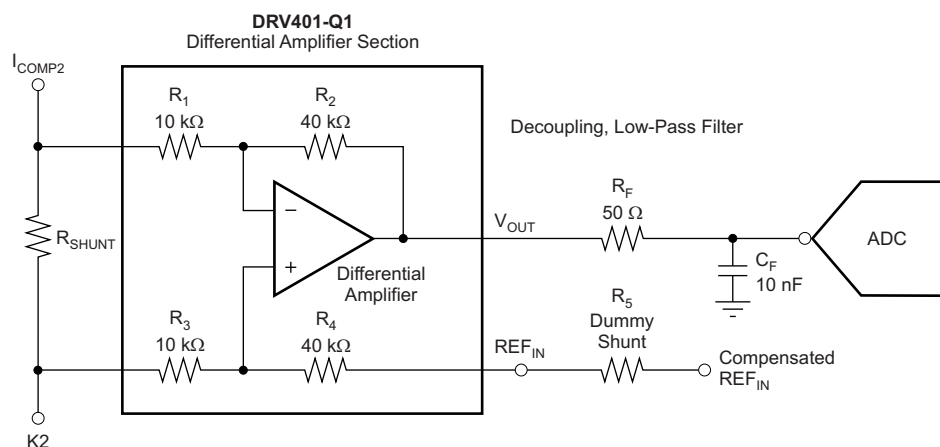 DRV401-Q1
Differential Amplifier Section
I_COMP2
R_1
10 kΩ
R_2
40 kΩ
Decoupling, Low-Pass Filter
R_SHUNT
−
+
Differential
Amplifier
V_OUT
R_F
50 Ω
ADC
C_F
10 nF
R_3
10 kΩ
R_4
40 kΩ
REF_IN
R_5
Dummy
Shunt
Compensated
REF_IN
K2